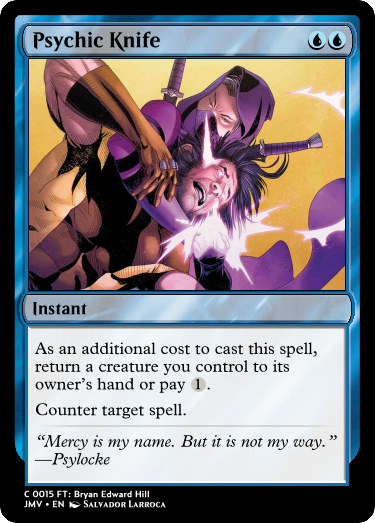 Psychic Knife
Instant
As an additional cost to cast this spell,
return a creature you control to its
owner's hand or pay 1.
Counter target spell.
“Mercy is my name. But it is not my way.”
—Psylocke
C 0015 FT: Bryan Edward Hill
JMV • EN Salvador Larroca